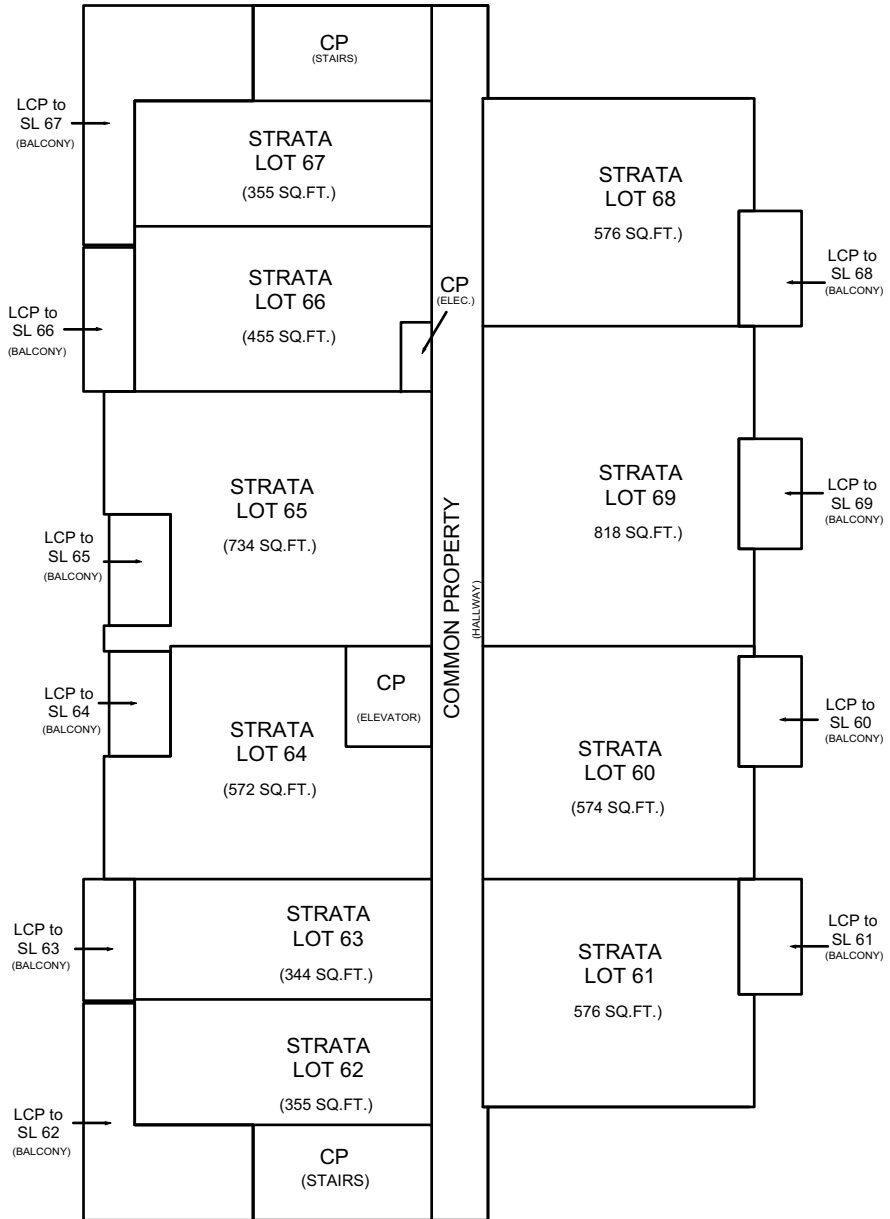 CP
(STAIRS)
LCP to
SL 67
(BALCONY)
STRATA
LOT 67
(355 SQ.FT.)
STRATA
LOT 68
576 SQ.FT.)
LCP to
SL 68
(BALCONY)
STRATA
LOT 66
(455 SQ.FT.)
CP
(ELEC.)
LCP to
SL 66
(BALCONY)
STRATA
LOT 65
(734 SQ.FT.)
STRATA
LOT 69
818 SQ.FT.)
LCP to
SL 69
(BALCONY)
LCP to
SL 65
(BALCONY)
COMMON PROPERTY
(HALLWAY)
LCP to
SL 64
(BALCONY)
CP
(ELEVATOR)
STRATA
LOT 64
(572 SQ.FT.)
STRATA
LOT 60
(574 SQ.FT.)
LCP to
SL 60
(BALCONY)
LCP to
SL 63
(BALCONY)
STRATA
LOT 63
(344 SQ.FT.)
STRATA
LOT 61
576 SQ.FT.)
LCP to
SL 61
(BALCONY)
STRATA
LOT 62
(355 SQ.FT.)
LCP to
SL 62
(BALCONY)
CP
(STAIRS)